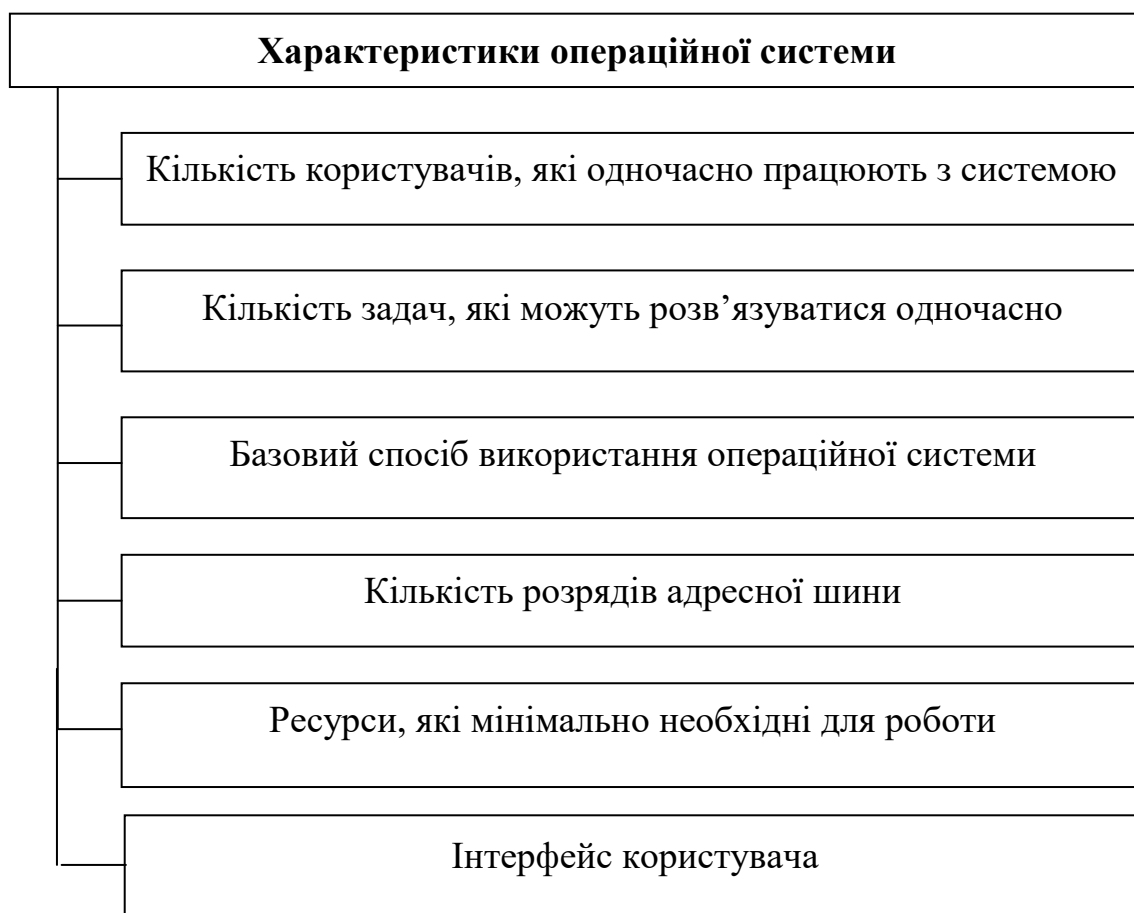 Характеристики операційної системи
Кількість користувачів, які одночасно працюють з системою
Кількість задач, які можуть розв’язуватися одночасно
Базовий спосіб використання операційної системи
Кількість розрядів адресної шини
Ресурси, які мінімально необхідні для роботи
Інтерфейс користувача